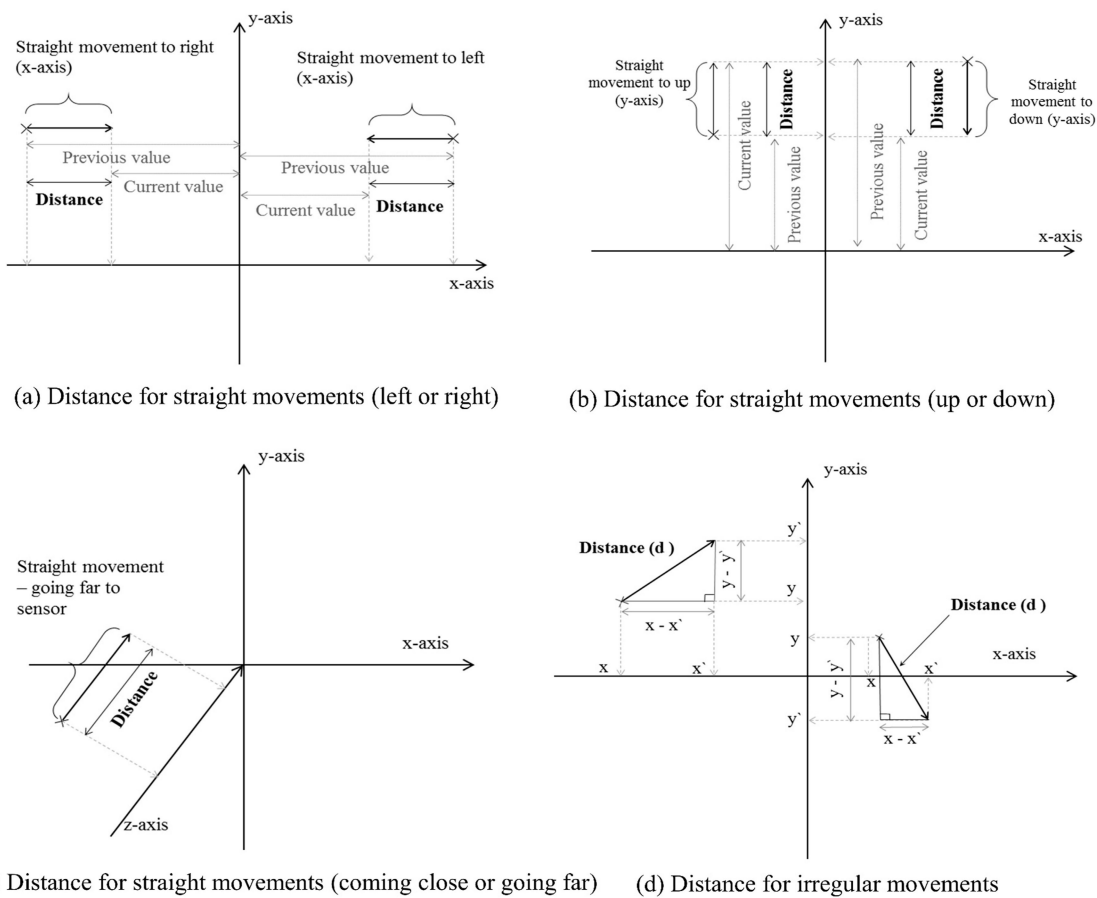 y-axis
Straight movement to right
(x-axis)
Straight movement to left
(x-axis)
Previous value
Previous value
Current value
Distance
Current value
Distance
x-axis
(a) Distance for straight movements (left or right)
y-axis
Straight
movement to up
(y-axis)
Current value
Distance
Previous value
Previous value
Distance
Current value
Straight
movement to
down (y-axis)
x-axis
(b) Distance for straight movements (up or down)
y-axis
Straight movement
– going far to
sensor
Distance
x-axis
z-axis
Distance for straight movements (coming close or going far)
y-axis
Distance (d )
y`
y - y`
y
x - x`
x
x`
Distance (d )
y
y - y`
x
x`
x-axis
y`
x - x`
(d) Distance for irregular movements